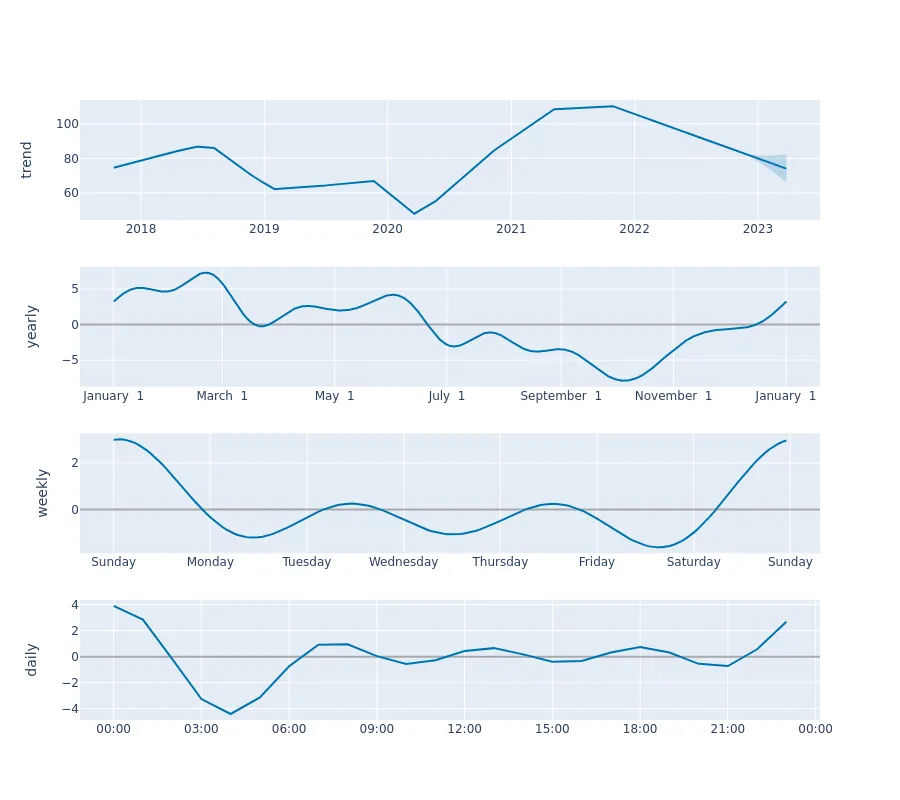 trend
100
80
60
2018 2019 2020 2021 2022 2023
yearly
5
0
−5
January 1 March 1 May 1 July 1 September 1 November 1 January 1
weekly
2
0
Sunday Monday Tuesday Wednesday Thursday Friday Saturday Sunday
daily
4
2
0
−2
−4
00:00 03:00 06:00 09:00 12:00 15:00 18:00 21:00 00:00